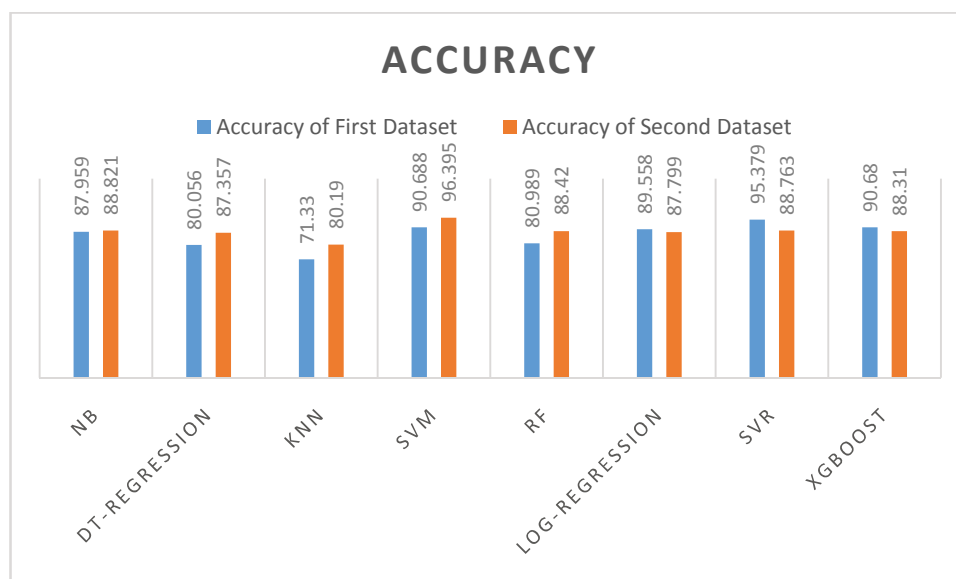 ACCURACY
Accuracy of First Dataset
Accuracy of Second Dataset
87.959
88.821
80.056
87.357
71.33
80.19
90.688
96.395
80.989
88.42
89.558
87.799
95.379
88.763
90.68
88.31
NB
DT-REGRESSION
KNN
SVM
RF
LOG-REGRESSION
SVR
XGBOOST